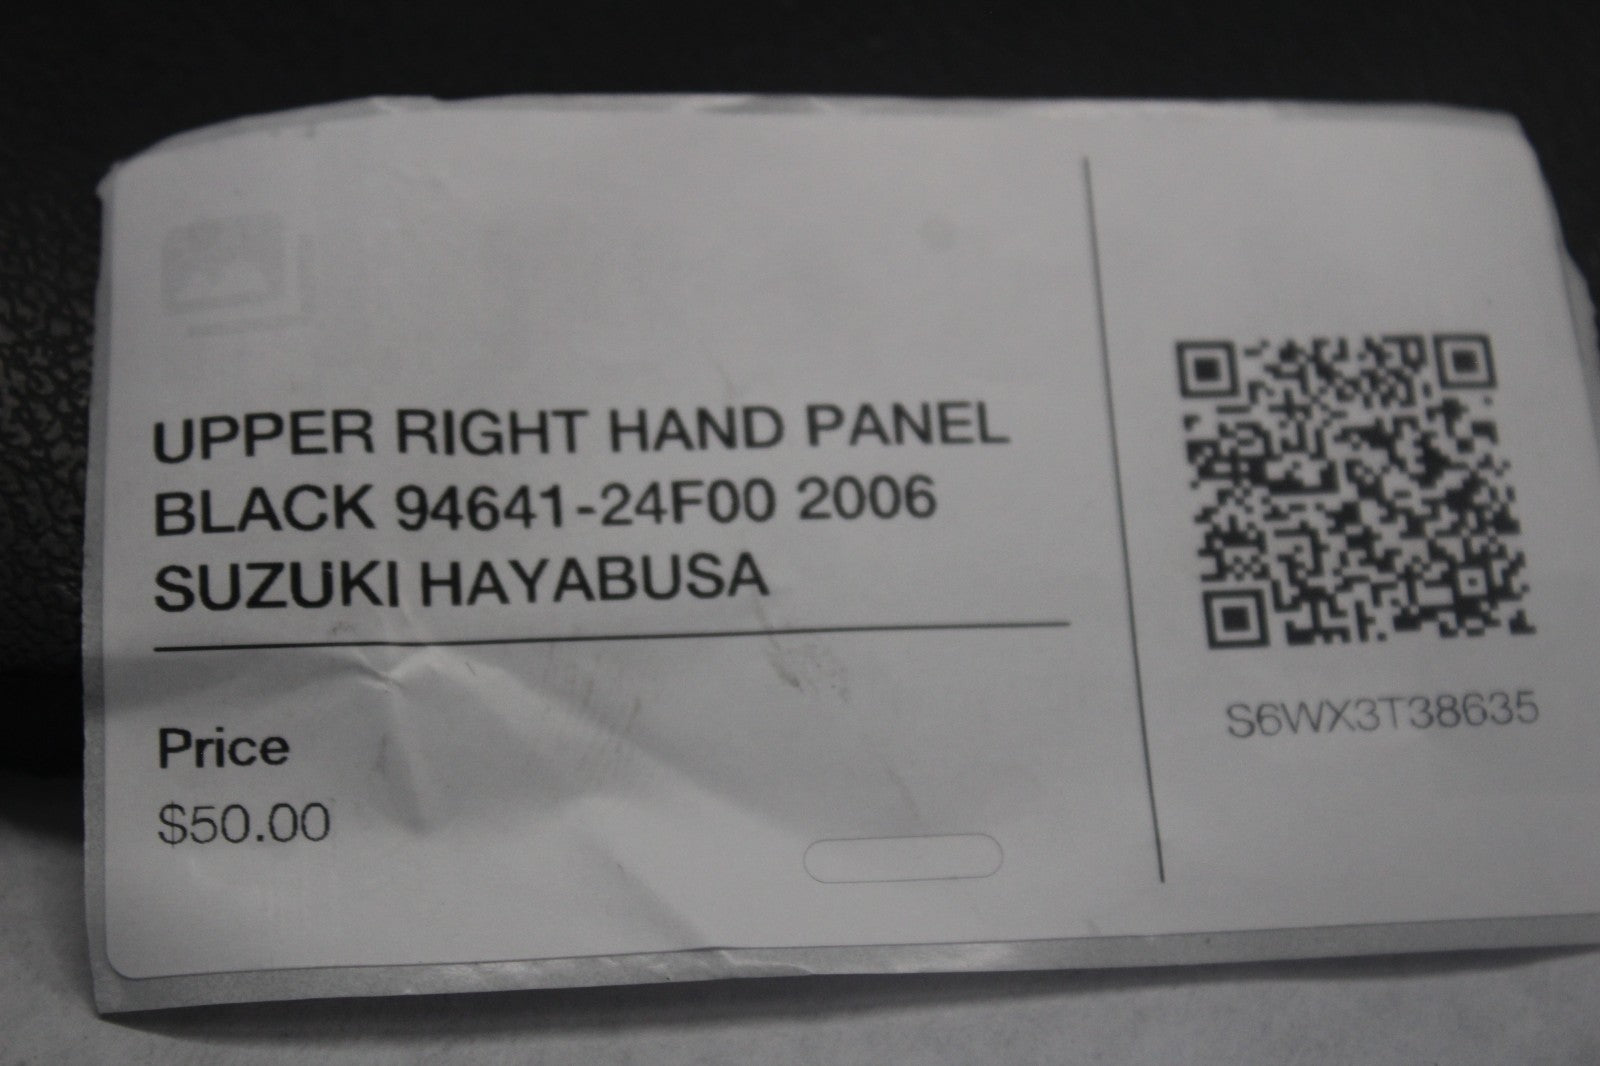 UPPER RIGHT HAND PANEL
BLACK 94641-24F00 2006
SUZUKI HAYABUSA
Price
$50.00
S6WX3T38635